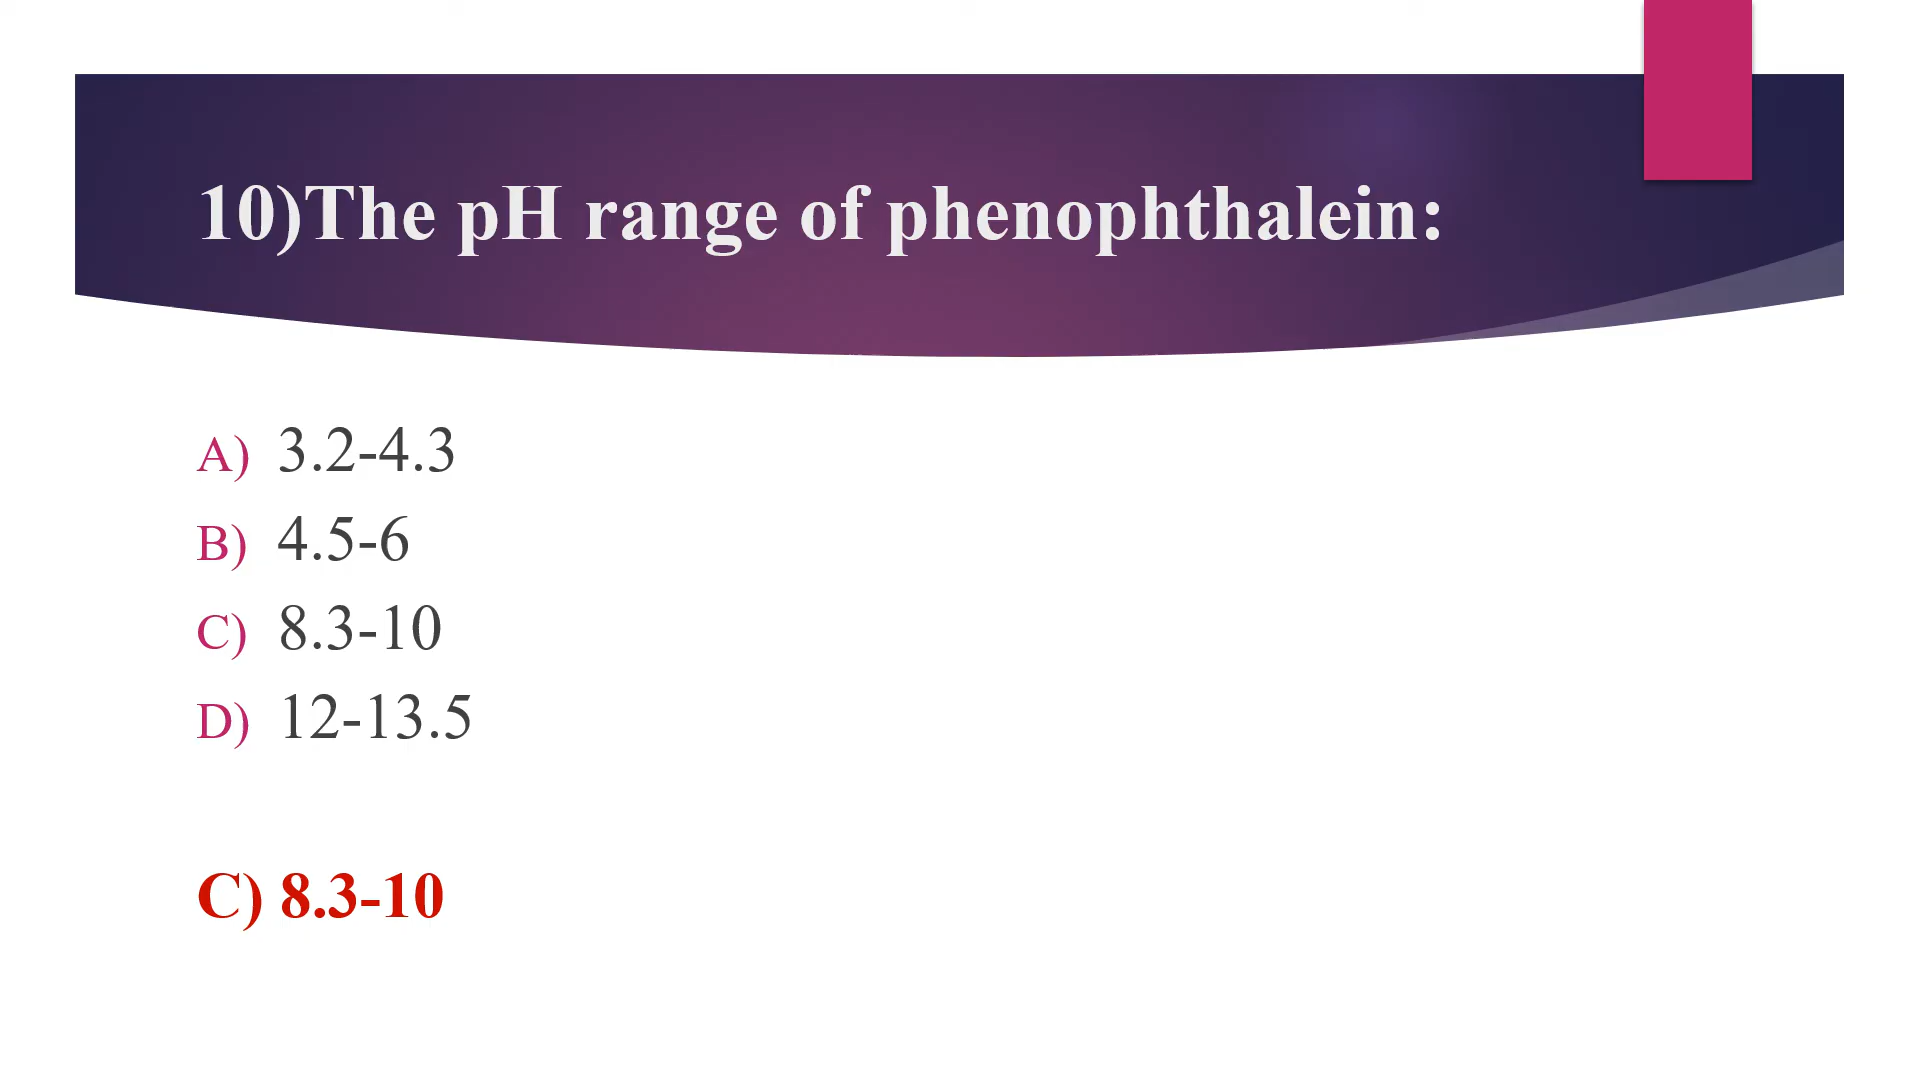 10)The pH range of phenophthalein:
A) 3.2-4.3
B) 4.5-6
C) 8.3-10
D) 12-13.5
C) 8.3-10